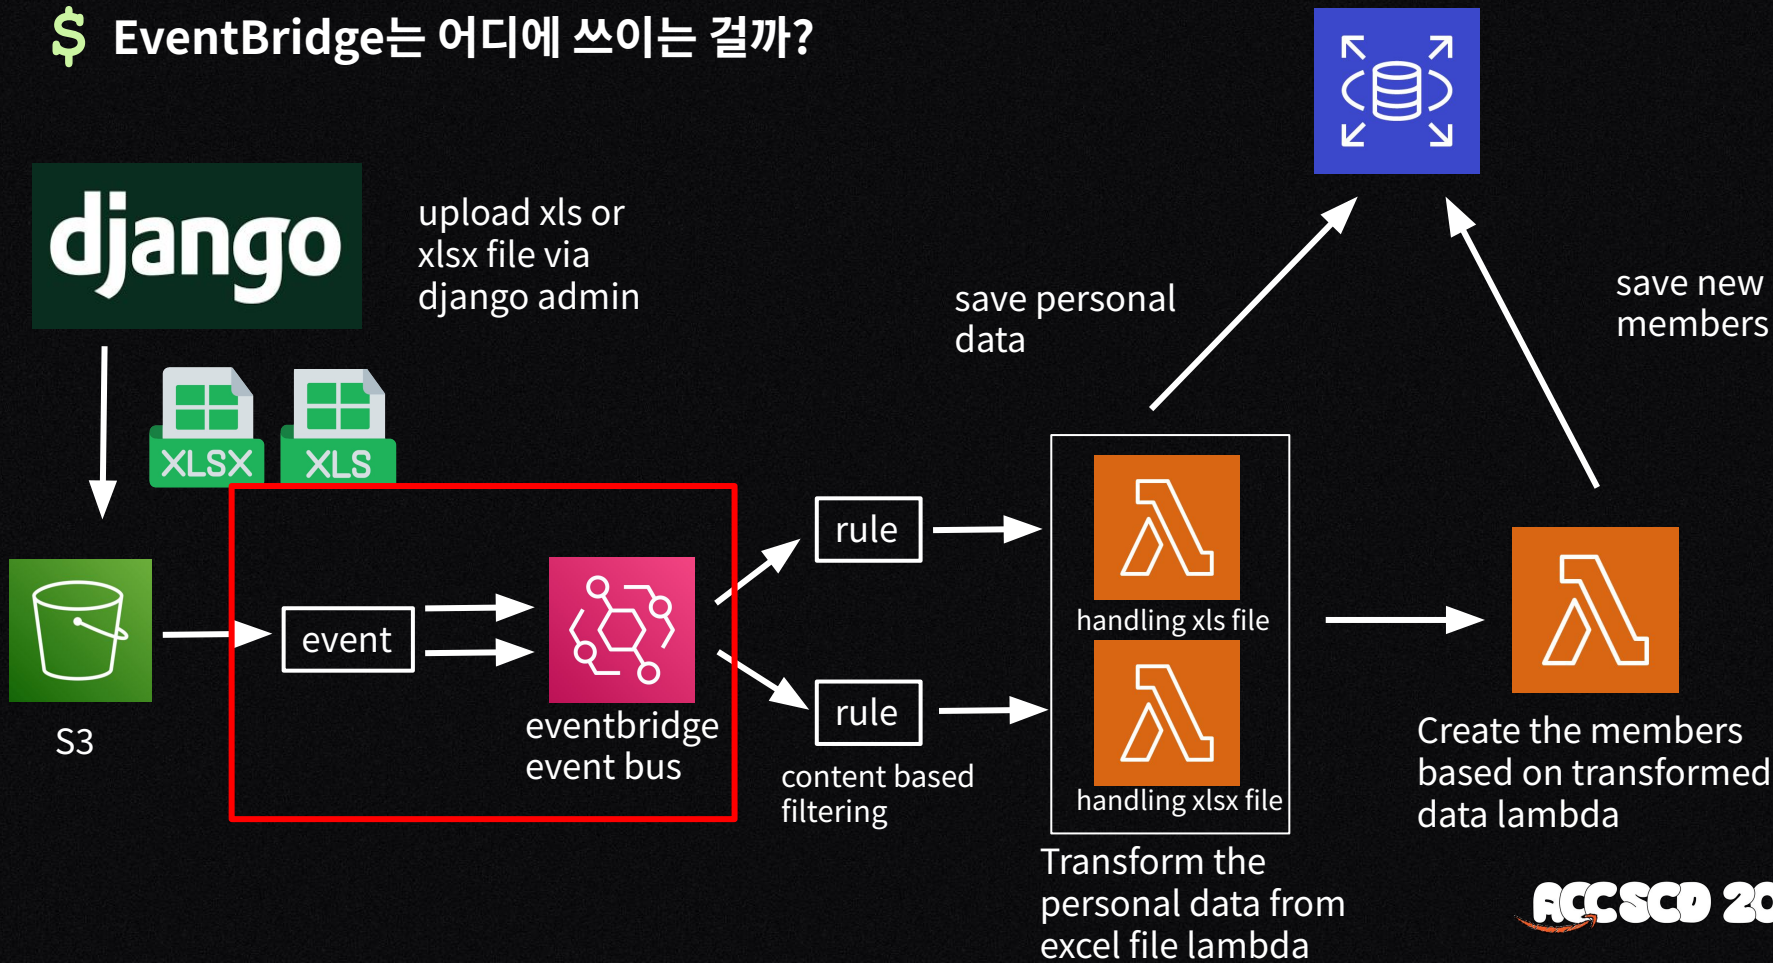 $ EventBridge는 어디에 쓰이는 걸까?
django
upload xls or
xlsx file via
django admin
XLSX
XLS
S3
event
eventbridge
event bus
rule
rule
content based
filtering
save personal
data
handling xls file
handling xlsx file
Transform the
personal data from
excel file lambda
save new
members
Create the members
based on transformed
data lambda
ACCSCD 20